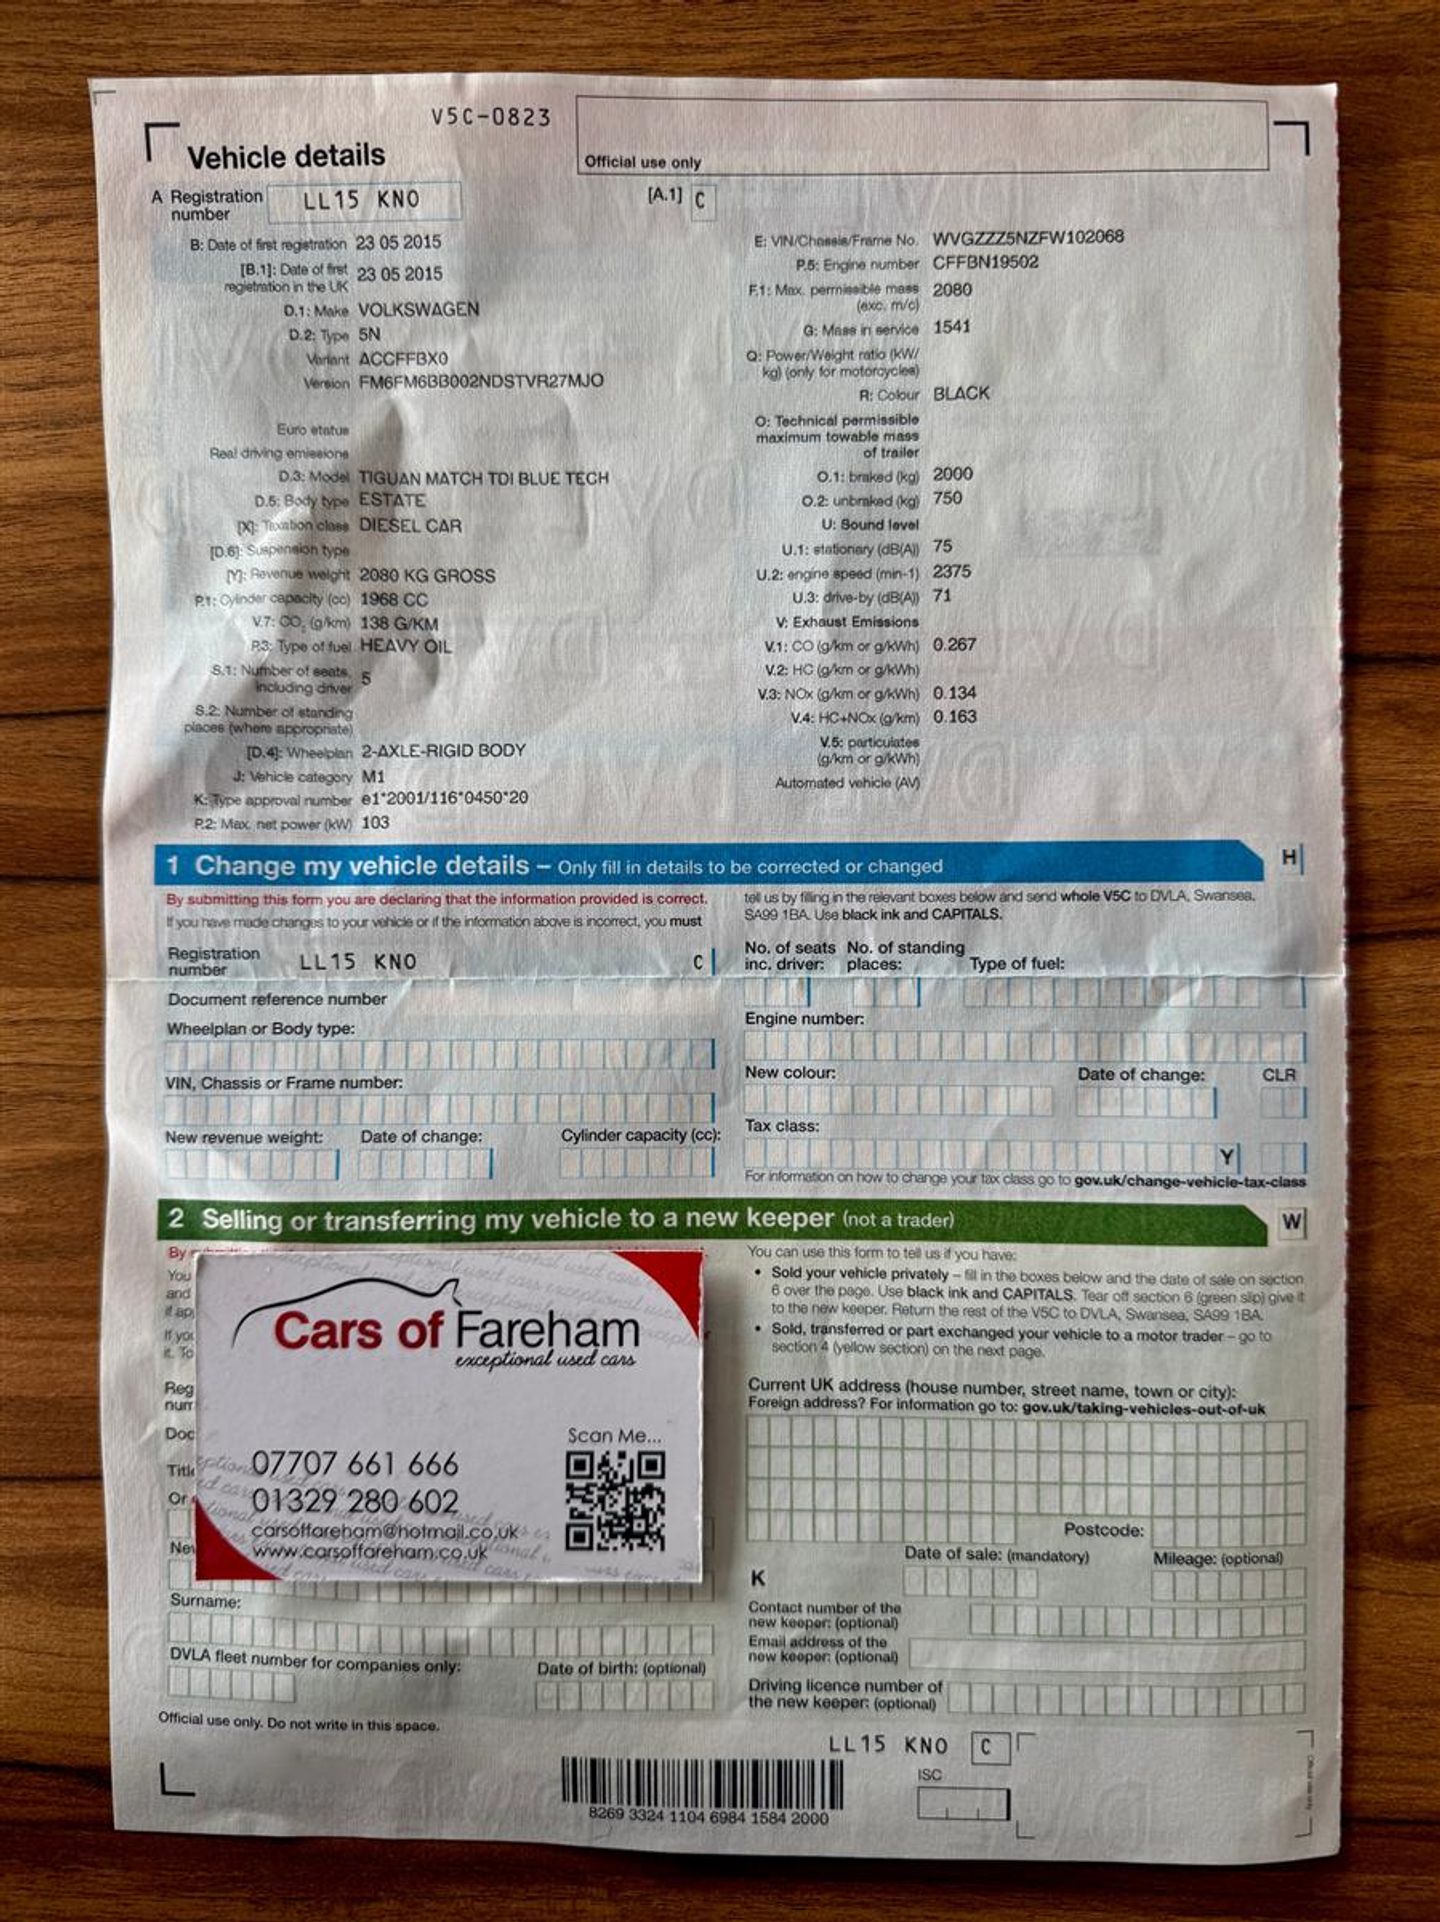 V5C-0823
Vehicle details
Official use only
A Registration number LL15 KNO
[A.1] C
B: Date of first registration 23 05 2015
[B.1]: Date of first registration in the UK 23 05 2015
D.1: Make VOLKSWAGEN
D.2: Type 5N
Variant ACCFFBX0
Version FM6FM6BB002NDSTVR27MJO
Euro status
Real driving emissions
D.3: Model TIGUAN MATCH TDI BLUE TECH
D.5: Body type ESTATE
[X]: Taxation class DIESEL CAR
[D.6]: Suspension type
[Y]: Revenue weight 2080 KG GROSS
P.1: Cylinder capacity (cc) 1968 CC
V.7: CO₂ (g/km) 138 G/KM
P.3: Type of fuel HEAVY OIL
S.1: Number of seats, including driver 5
S.2: Number of standing places (where appropriate)
[D.4]: Wheelplan 2-AXLE-RIGID BODY
J: Vehicle category M1
K: Type approval number e1*2001/116*0450*20
P.2: Max. net power (kW) 103
E: VIN/Chassis/Frame No. WVGZZZ5NZFW102068
P.5: Engine number CFFBN19502
F.1: Max. permissible mass (exc. m/c) 2080
G: Mass in service 1541
Q: Power/Weight ratio (kW/kg) (only for motorcycles)
R: Colour BLACK
O: Technical permissible maximum towable mass of trailer
O.1: braked (kg) 2000
O.2: unbraked (kg) 750
U: Sound level
U.1: stationary (dB(A)) 75
U.2: engine speed (min-1) 2375
U.3: drive-by (dB(A)) 71
V: Exhaust Emissions
V.1: CO (g/km or g/kWh) 0.267
V.2: HC (g/km or g/kWh)
V.3: NOx (g/km or g/kWh) 0.134
V.4: HC+NOx (g/km) 0.163
V.5: particulates (g/km or g/kWh)
Automated vehicle (AV)
1 Change my vehicle details – Only fill in details to be corrected or changed
H
By submitting this form you are declaring that the information provided is correct.
If you have made changes to your vehicle or if the information above is incorrect, you must
tell us by filling in the relevant boxes below and send whole V5C to DVLA, Swansea,
SA99 1BA. Use black ink and CAPITALS.
Registration number LL15 KNO C
Document reference number
Wheelplan or Body type:
VIN, Chassis or Frame number:
New revenue weight: Date of change: Cylinder capacity (cc):
No. of seats inc. driver: No. of standing places: Type of fuel:
Engine number:
New colour: Date of change: CLR
Tax class:
Y
For information on how to change your tax class go to gov.uk/change-vehicle-tax-class
2 Selling or transferring my vehicle to a new keeper (not a trader)
W
By
You
and
if ap
If you
it. To
Reg
num
Doc
Title
Or
New
Cars of Fareham
exceptional used cars
Scan Me...
07707 661 666
01329 280 602
carsoffareham@hotmail.co.uk
www.carsoffareham.co.uk
Surname:
DVLA fleet number for companies only: Date of birth: (optional)
Official use only. Do not write in this space.
You can use this form to tell us if you have:
• Sold your vehicle privately – fill in the boxes below and the date of sale on section
6 over the page. Use black ink and CAPITALS. Tear off section 6 (green slip) give it
to the new keeper. Return the rest of the V5C to DVLA, Swansea, SA99 1BA.
• Sold, transferred or part exchanged your vehicle to a motor trader – go to
section 4 (yellow section) on the next page.
Current UK address (house number, street name, town or city):
Foreign address? For information go to: gov.uk/taking-vehicles-out-of-uk
Postcode:
Date of sale: (mandatory) Mileage: (optional)
K
Contact number of the new keeper: (optional)
Email address of the new keeper: (optional)
Driving licence number of the new keeper: (optional)
LL15 KNO C
ISC
8269 3324 1104 6984 1584 2000